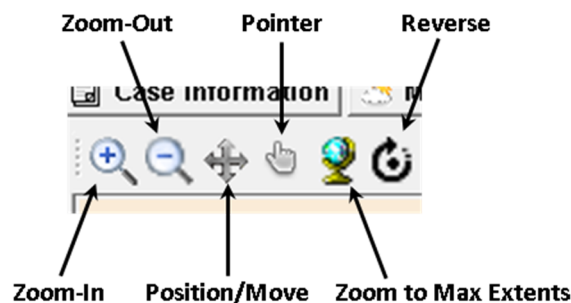 Zoom-Out Pointer Reverse
Case Information M
Zoom-In Position/Move Zoom to Max Extents